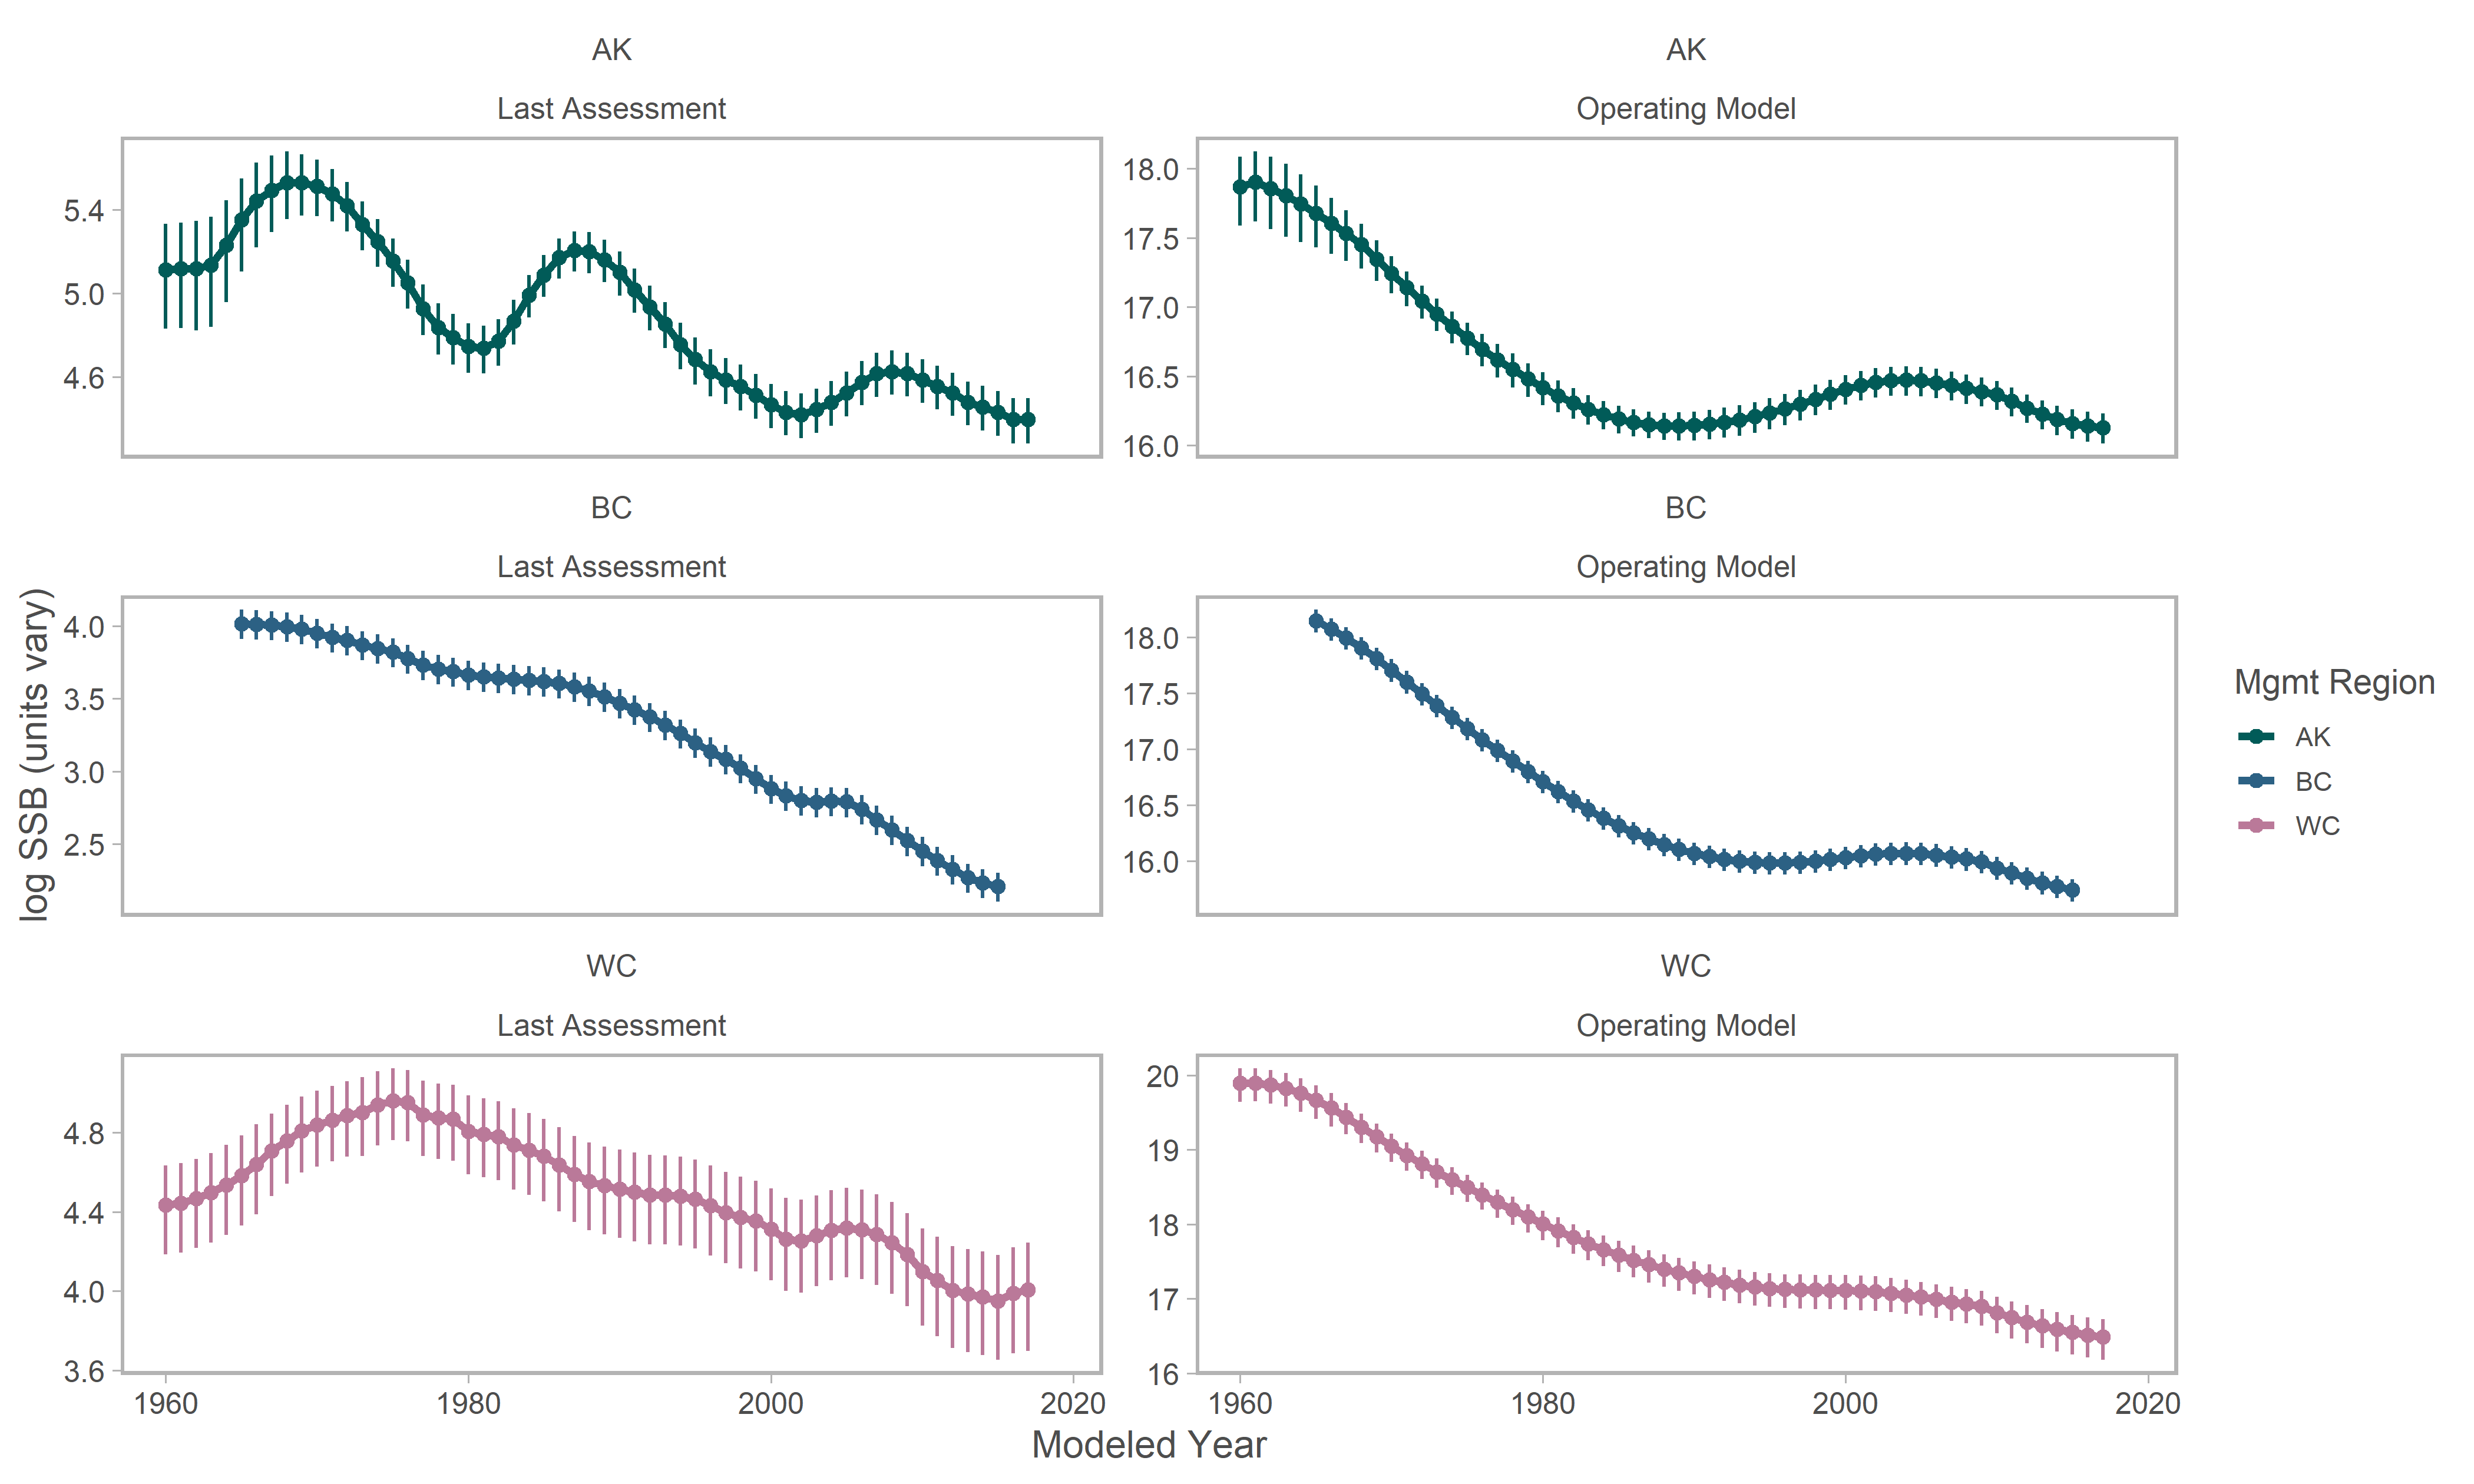 AK
Last Assessment
5.4
5.0
4.6
AK
Operating Model
18.0
17.5
17.0
16.5
16.0
BC
Last Assessment
4.0
3.5
3.0
2.5
BC
Operating Model
18.0
17.5
17.0
16.5
16.0
WC
Last Assessment
4.8
4.4
4.0
3.6
1960
1980
2000
2020
WC
Operating Model
20
19
18
17
16
1960
1980
2000
2020
log SSB (units vary)
Modeled Year
Mgmt Region
AK
BC
WC